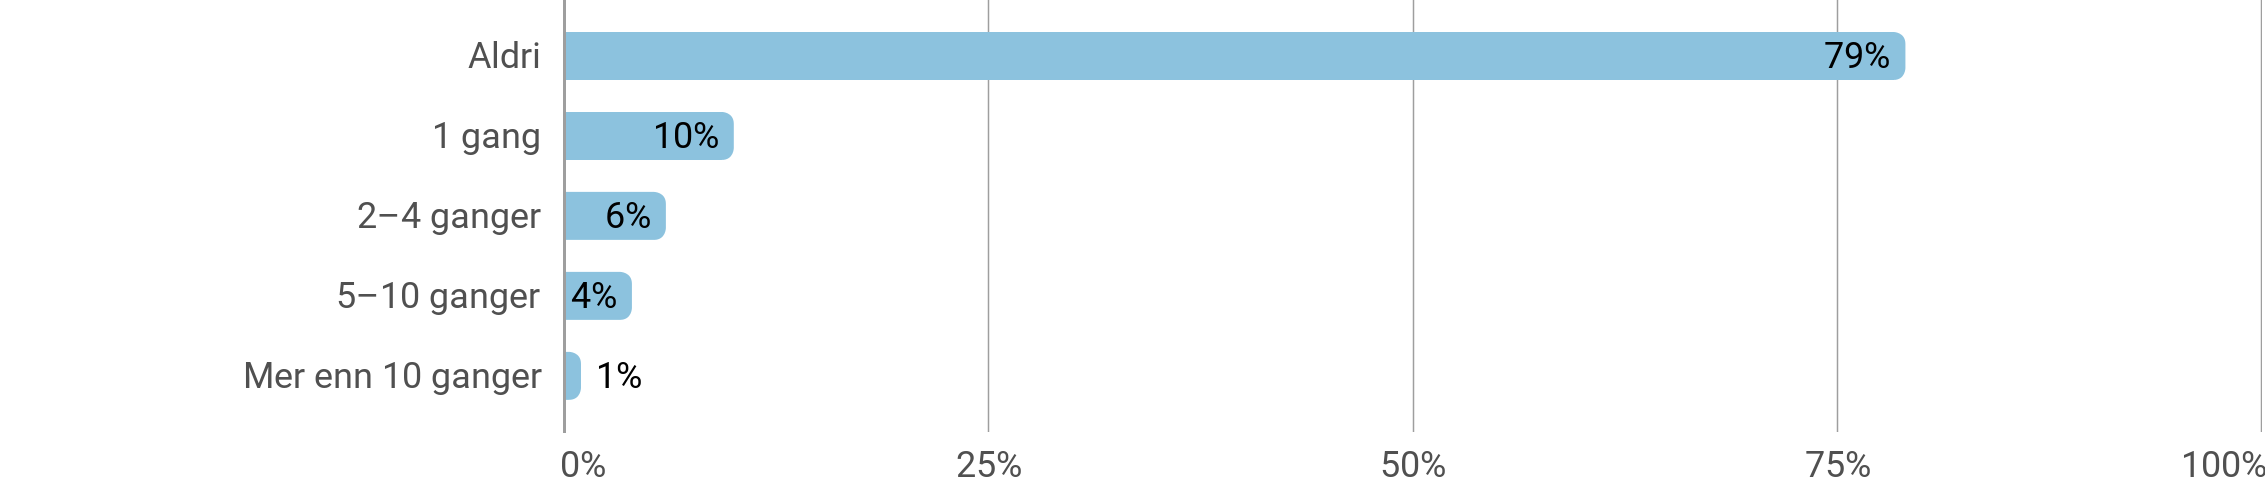 Aldri 79%
1 gang 10%
2–4 ganger 6%
5–10 ganger 4%
Mer enn 10 ganger 1%
0% 25% 50% 75% 100%